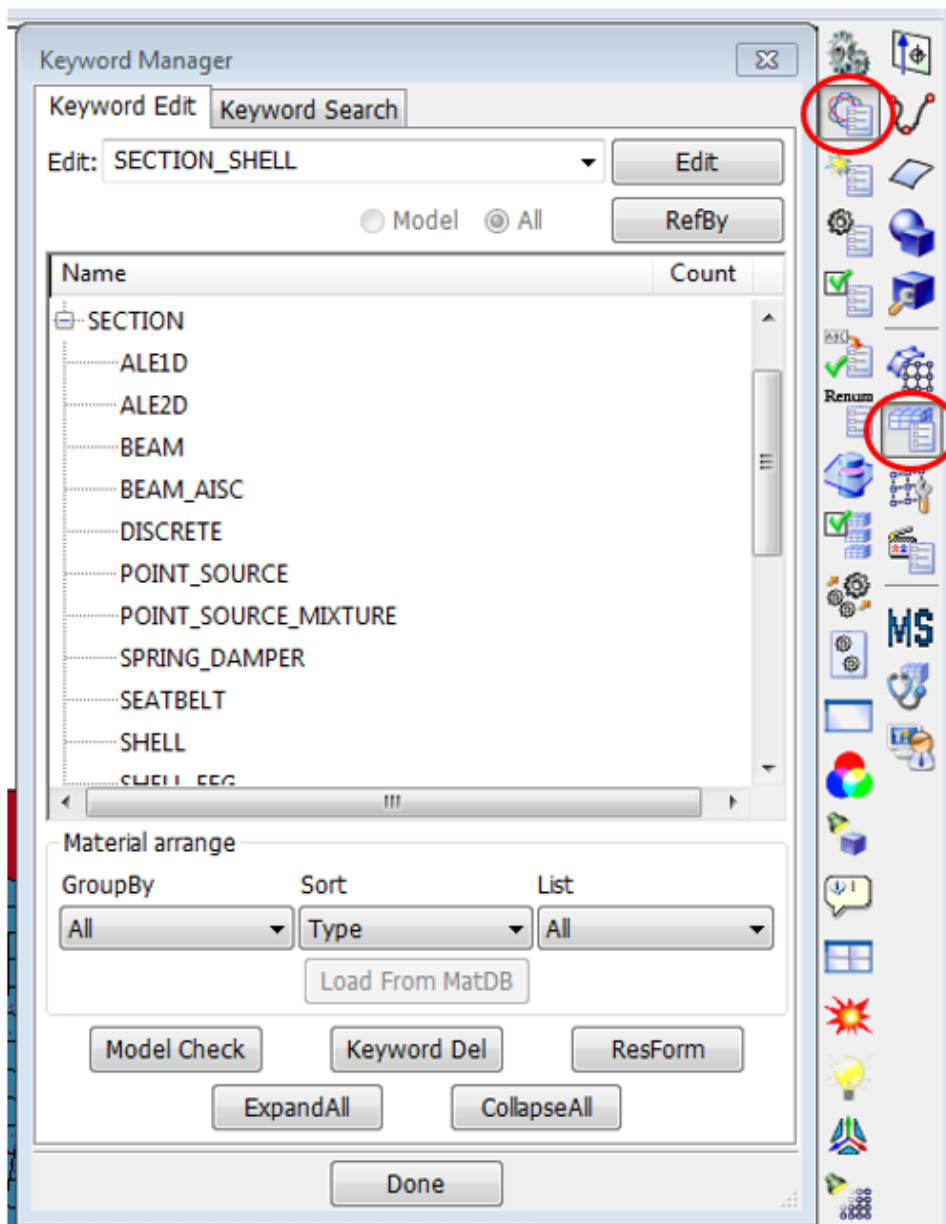 Keyword Manager
Keyword Edit Keyword Search
Edit: SECTION_SHELL Edit
Model All RefBy
Name Count
SECTION
ALE1D
ALE2D
BEAM
BEAM_AISC
DISCRETE
POINT_SOURCE
POINT_SOURCE_MIXTURE
SPRING_DAMPER
SEATBELT
SHELL
SHELL_EFG
Material arrange
GroupBy Sort List
All Type All
Load From MatDB
Model Check Keyword Del ResForm
ExpandAll CollapseAll
Done
ABC
Renum
MS